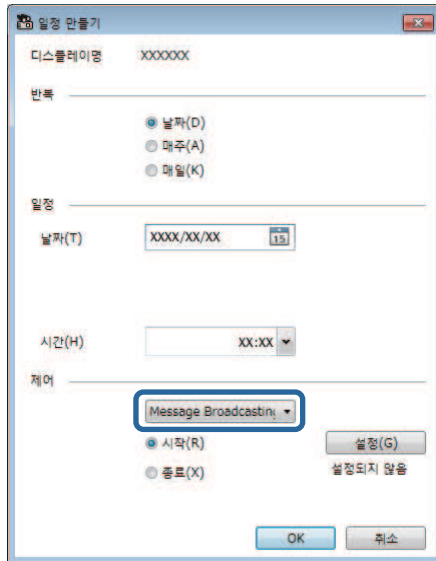 일정 만들기
디스플레이명 XXXXXX
반복
날짜(D)
매주(A)
매일(K)
일정
날짜(T) XXXX/XX/XX 15
시간(H) XX:XX
제어
Message Broadcasting
시작(R) 설정(G)
종료(X) 설정되지 않음
OK 취소